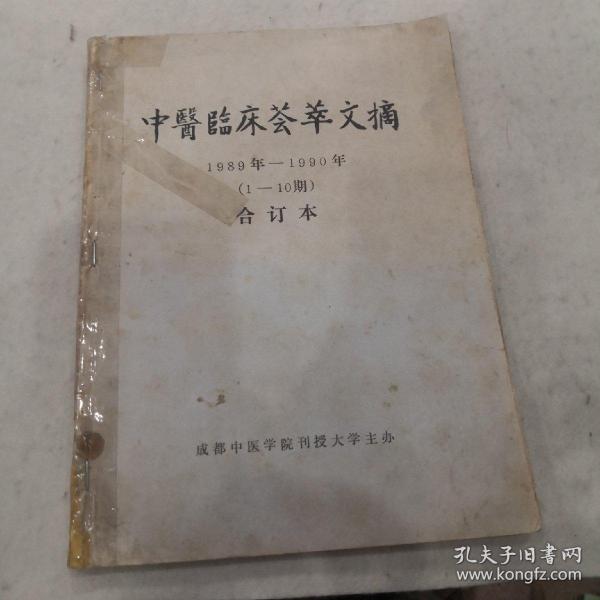 中醫臨床荟萃文摘
1989年—1990年
(1—10期)
合订本
成都中医学院刊授大学主办
孔夫子旧书网
www.kongfz.com